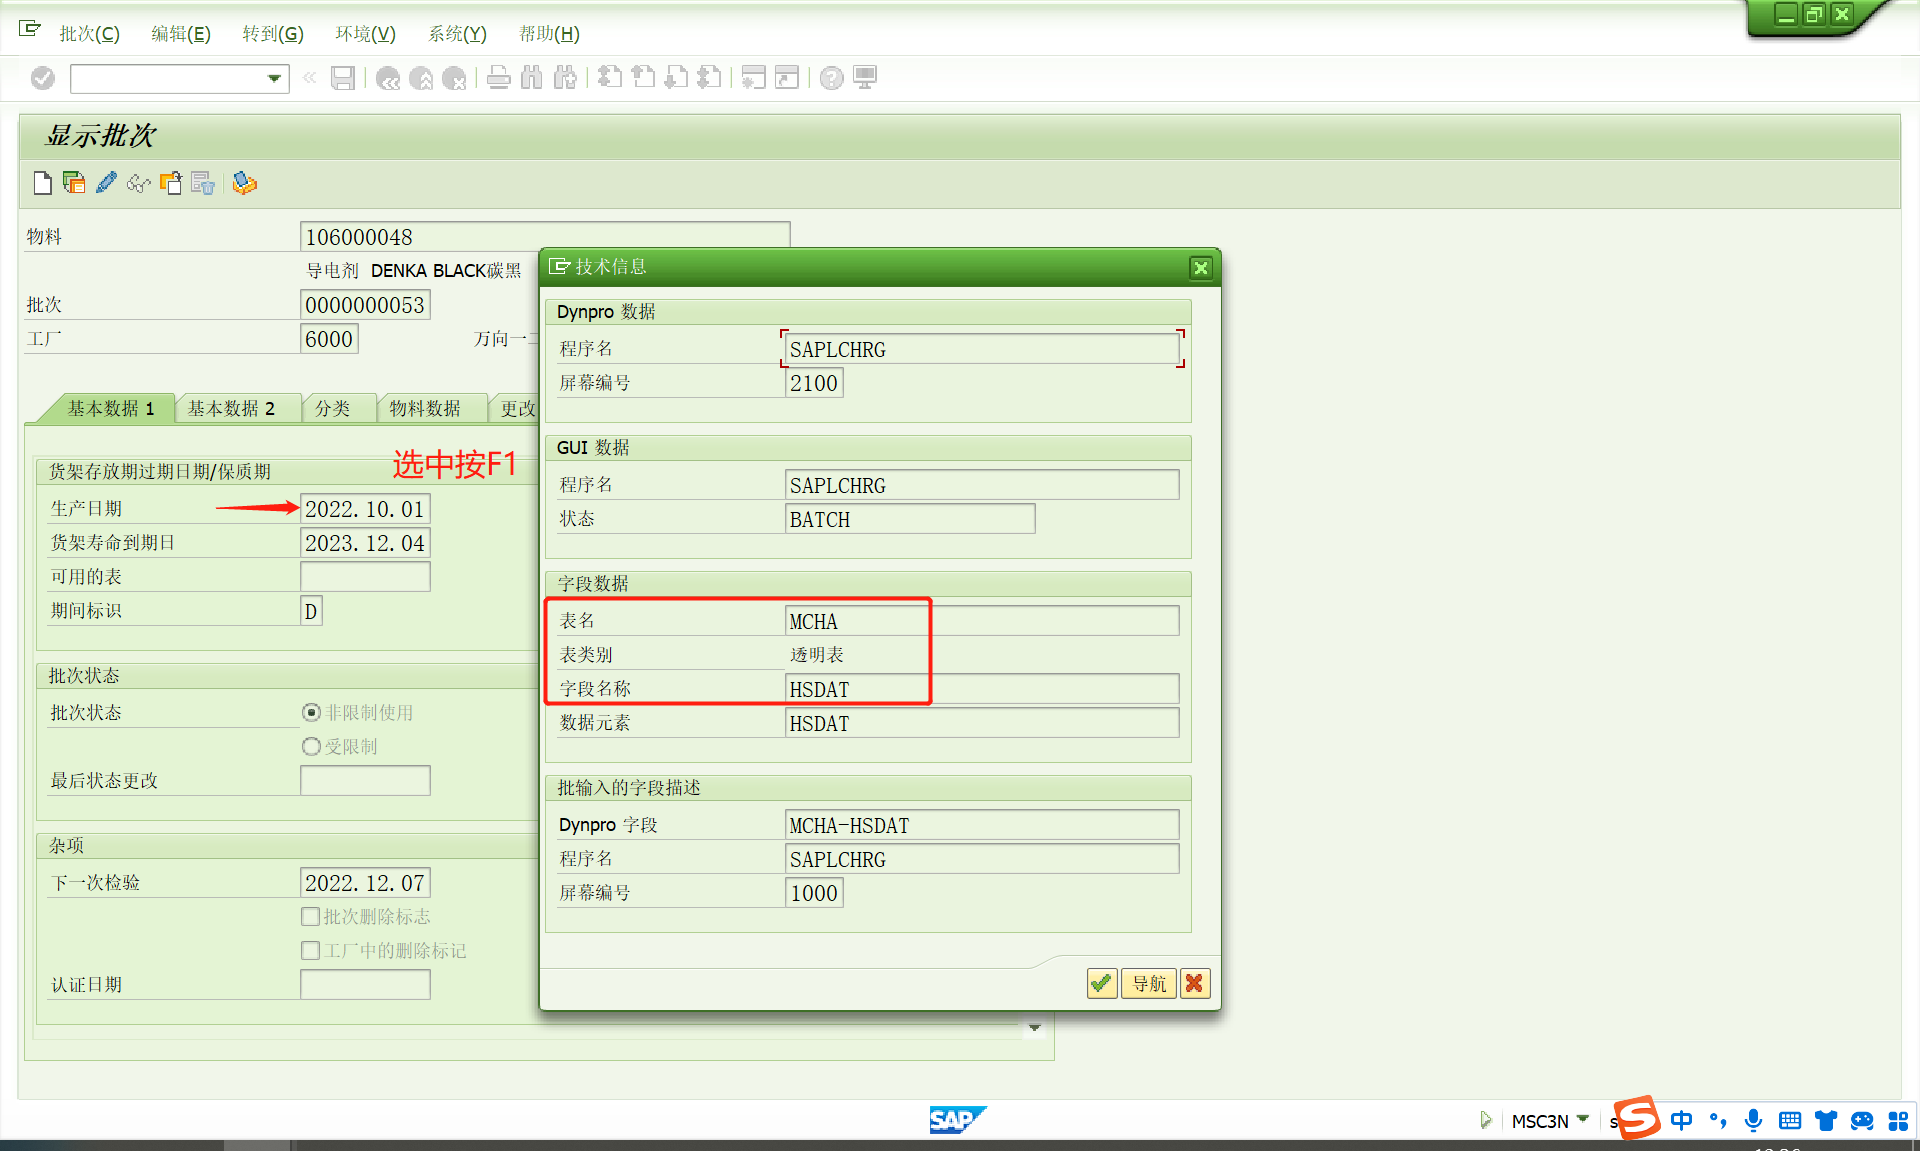 批次(C) 编辑(E) 转到(G) 环境(V) 系统(Y) 帮助(H)
显示批次
物料 106000048
导电剂 DENKA BLACK碳黑
批次 0000000053
工厂 6000 万向一二
基本数据 1 基本数据 2 分类 物料数据 更改
选中按F1
货架存放期过期日期/保质期
生产日期 2022.10.01
货架寿命到期日 2023.12.04
可用的表
期间标识 D
批次状态
批次状态 非限制使用
受限制
最后状态更改
杂项
下一次检验 2022.12.07
批次删除标志
工厂中的删除标记
认证日期
技术信息
Dynpro 数据
程序名 SAPLCHRG
屏幕编号 2100
GUI 数据
程序名 SAPLCHRG
状态 BATCH
字段数据
表名 MCHA
表类别 透明表
字段名称 HSDAT
数据元素 HSDAT
批输入的字段描述
Dynpro 字段 MCHA-HSDAT
程序名 SAPLCHRG
屏幕编号 1000
导航
SAP
MSC3N
S 中